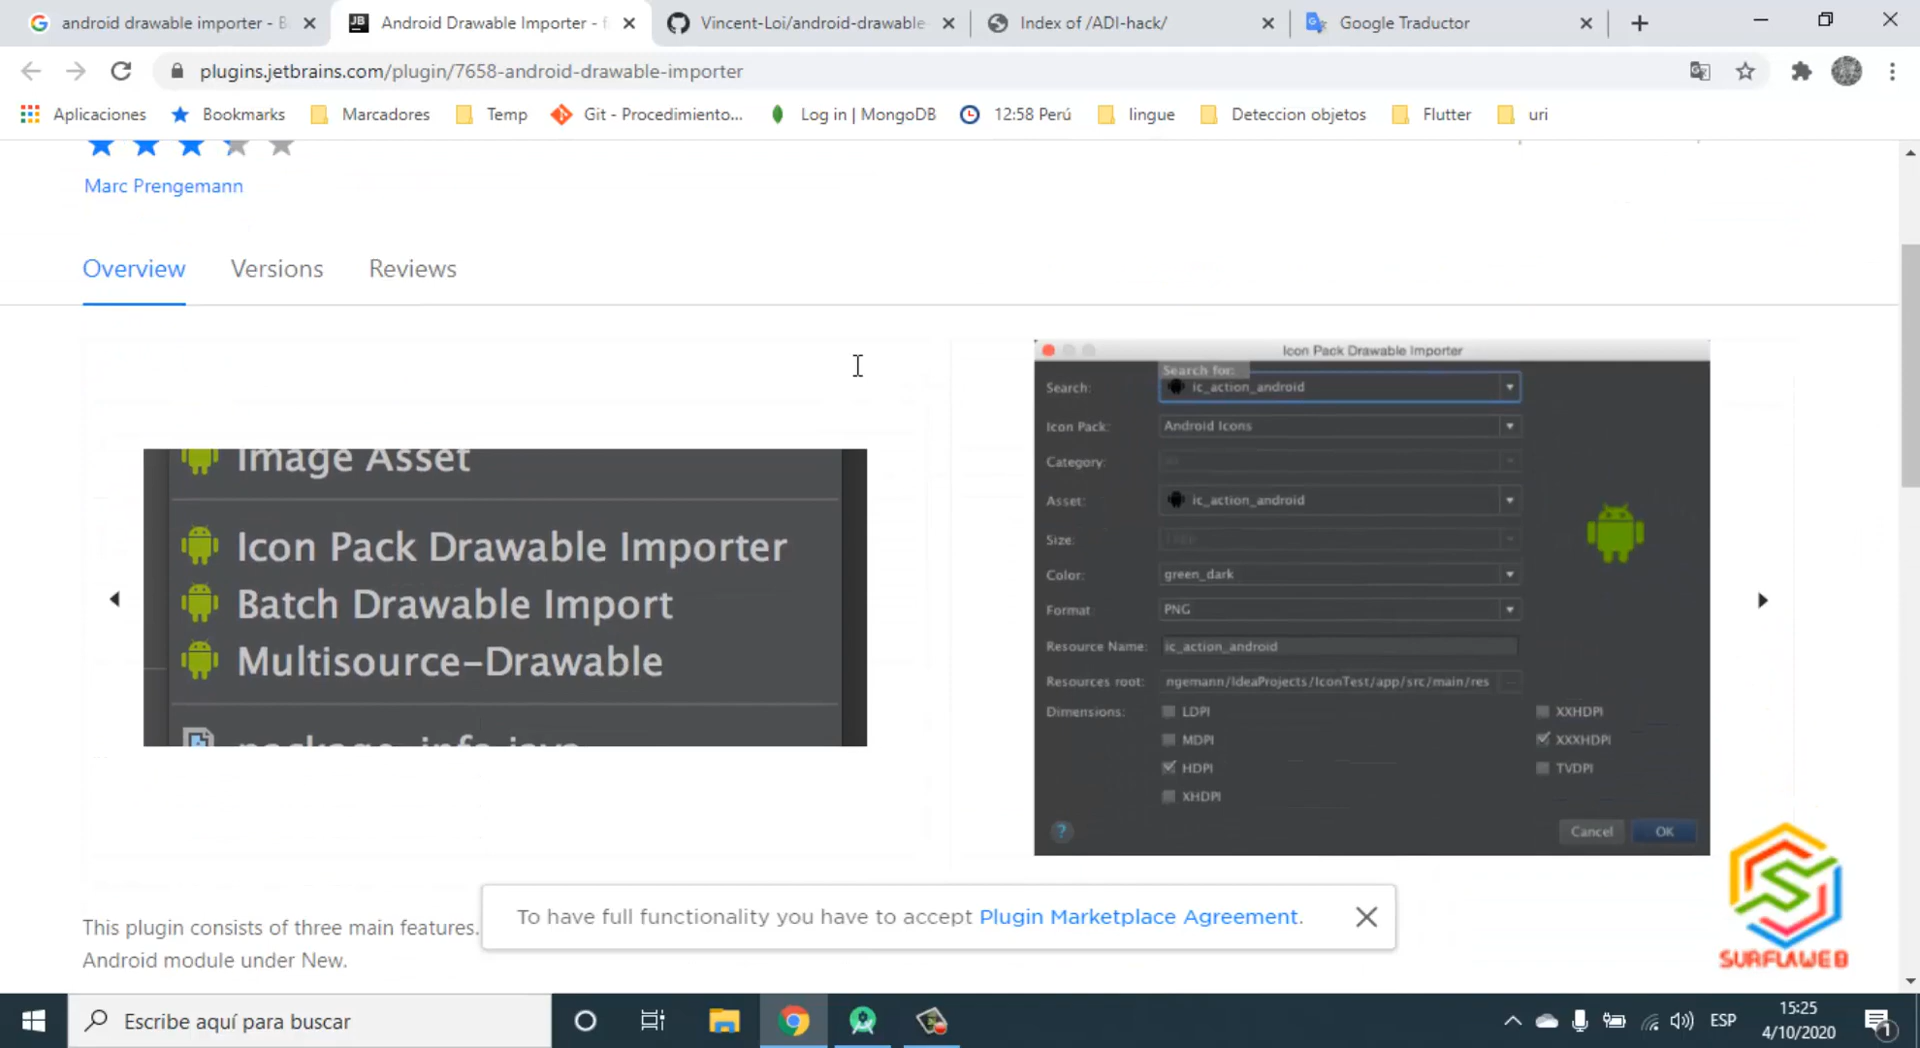 android drawable importer - B
Android Drawable Importer - f
Vincent-Loi/android-drawable-
Index of /ADI-hack/
Google Traductor
plugins.jetbrains.com/plugin/7658-android-drawable-importer
Aplicaciones
Bookmarks
Marcadores
Temp
Git - Procedimiento...
Log in | MongoDB
12:58 Perú
lingue
Deteccion objetos
Flutter
uri
Marc Prengemann
Overview
Versions
Reviews
Image Asset
Icon Pack Drawable Importer
Batch Drawable Import
Multisource-Drawable
package-info.java
Icon Pack Drawable Importer
Search for:
Search: ic_action_android
Icon Pack: Android Icons
Category:
Asset: ic_action_android
Size:
Color: green_dark
Format: PNG
Resource Name: ic_action_android
Resources root: ngemann/IdeaProjects/IconTest/app/src/main/res
Dimensions: LDPI XXHDPI
MDPI XXXHDPI
HDPI TVDPI
XHDPI
Cancel OK
This plugin consists of three main features.
Android module under New.
To have full functionality you have to accept Plugin Marketplace Agreement.
SURFLAWEB
Escribe aquí para buscar
ESP
15:25
4/10/2020
1